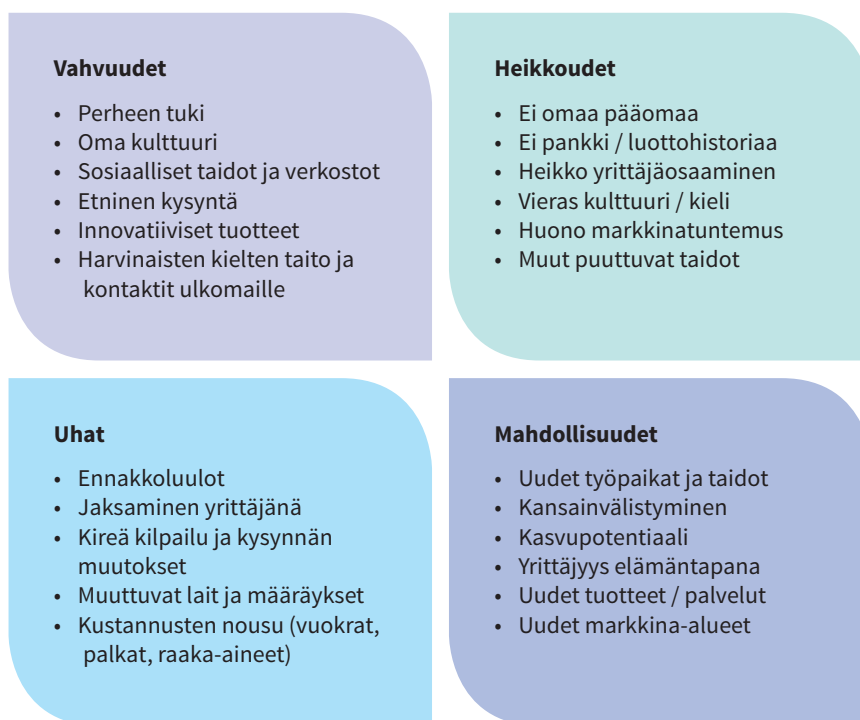 Vahvuudet
• Perheen tuki
• Oma kulttuuri
• Sosiaalliset taidot ja verkostot
• Etninen kysyntä
• Innovatiiviset tuotteet
• Harvinaisten kielten taito ja
kontaktit ulkomaille
Heikkoudet
• Ei omaa pääomaa
• Ei pankki / luottohistoriaa
• Heikko yrittäjäosaaminen
• Vieras kulttuuri / kieli
• Huono markkinatuntemus
• Muut puuttuvat taidot
Uhat
• Ennakkoluulot
• Jaksaminen yrittäjänä
• Kireä kilpailu ja kysynnän
muutokset
• Muuttuvat lait ja määräykset
• Kustannusten nousu (vuokrat,
palkat, raaka-aineet)
Mahdollisuudet
• Uudet työpaikat ja taidot
• Kansainvälistyminen
• Kasvupotentiaali
• Yrittäjyys elämäntapana
• Uudet tuotteet / palvelut
• Uudet markkina-alueet